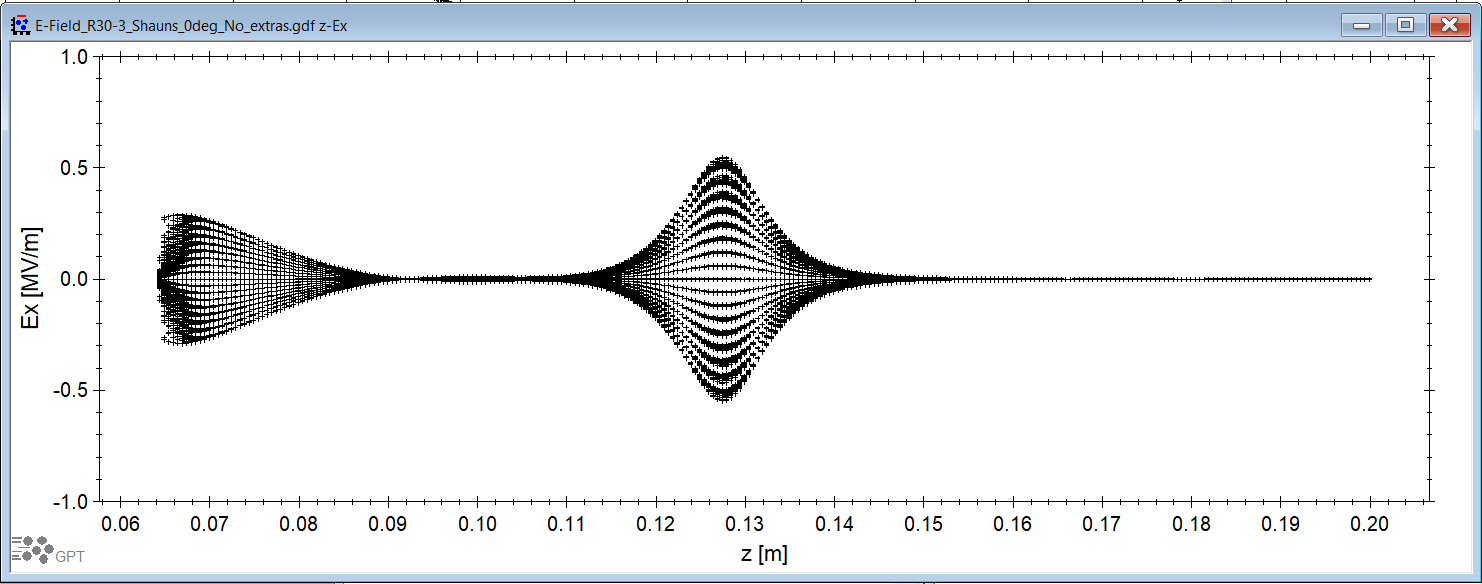 E-Field_R30-3_Shauns_0deg_No_extras.gdf z-Ex
1.0
0.5
0.0
-0.5
-1.0
Ex [MV/m]
0.06 0.07 0.08 0.09 0.10 0.11 0.12 0.13 0.14 0.15 0.16 0.17 0.18 0.19 0.20
z [m]
GPT